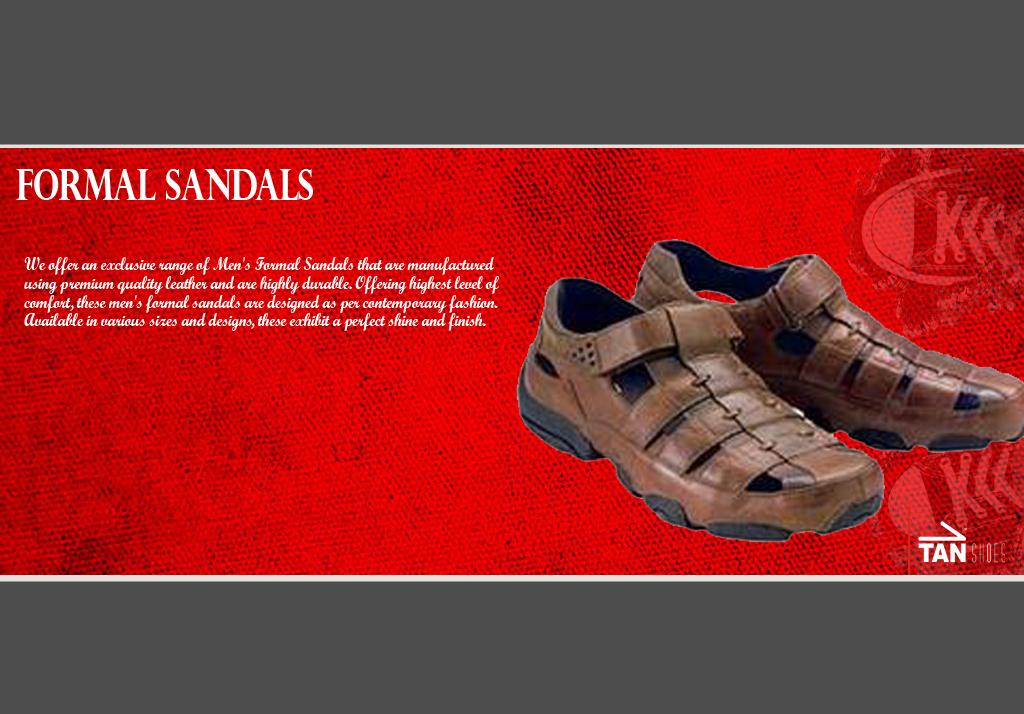 FORMAL SANDALS
We offer an exclusive range of Men's Formal Sandals that are manufactured
using premium quality leather and are highly durable. Offering highest level of
comfort, these men's formal sandals are designed as per contemporary fashion.
Available in various sizes and designs, these exhibit a perfect shine and finish.
TAN SHOES